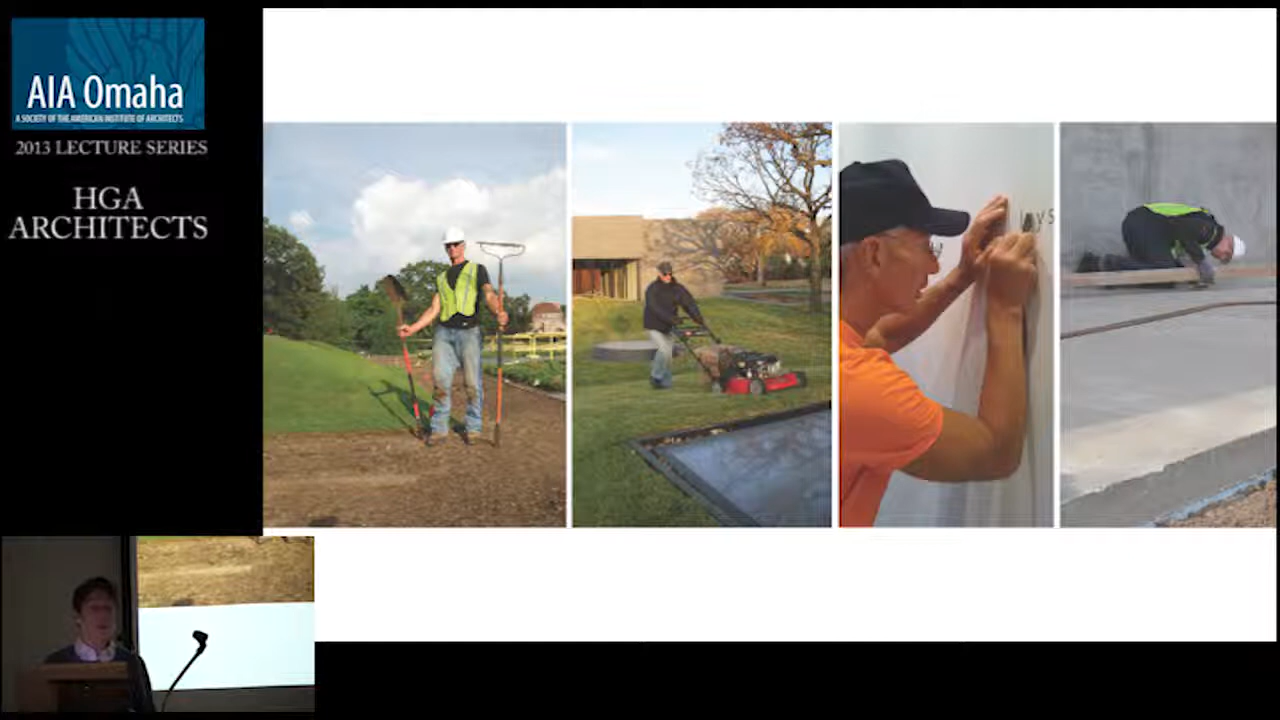 AIA Omaha
A SOCIETY OF THE AMERICAN INSTITUTE OF ARCHITECTS
2013 LECTURE SERIES
HGA
ARCHITECTS